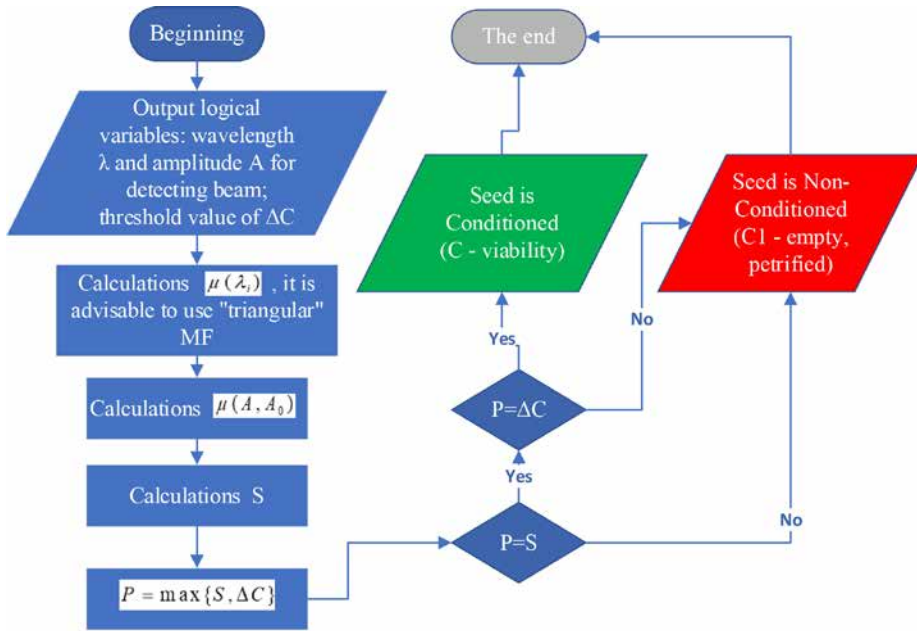 Beginning
Output logical
variables: wavelength
λ and amplitude A for
detecting beam;
threshold value of ΔC
Calculations μ(λᵢ) , it is
advisable to use "triangular"
MF
Calculations μ(A, A₀)
Calculations S
P = max{S, ΔC}
P=S
Yes
No
P=ΔC
Yes
No
Seed is
Conditioned
(C - viability)
Seed is Non-
Conditioned
(C1 - empty,
petrified)
The end